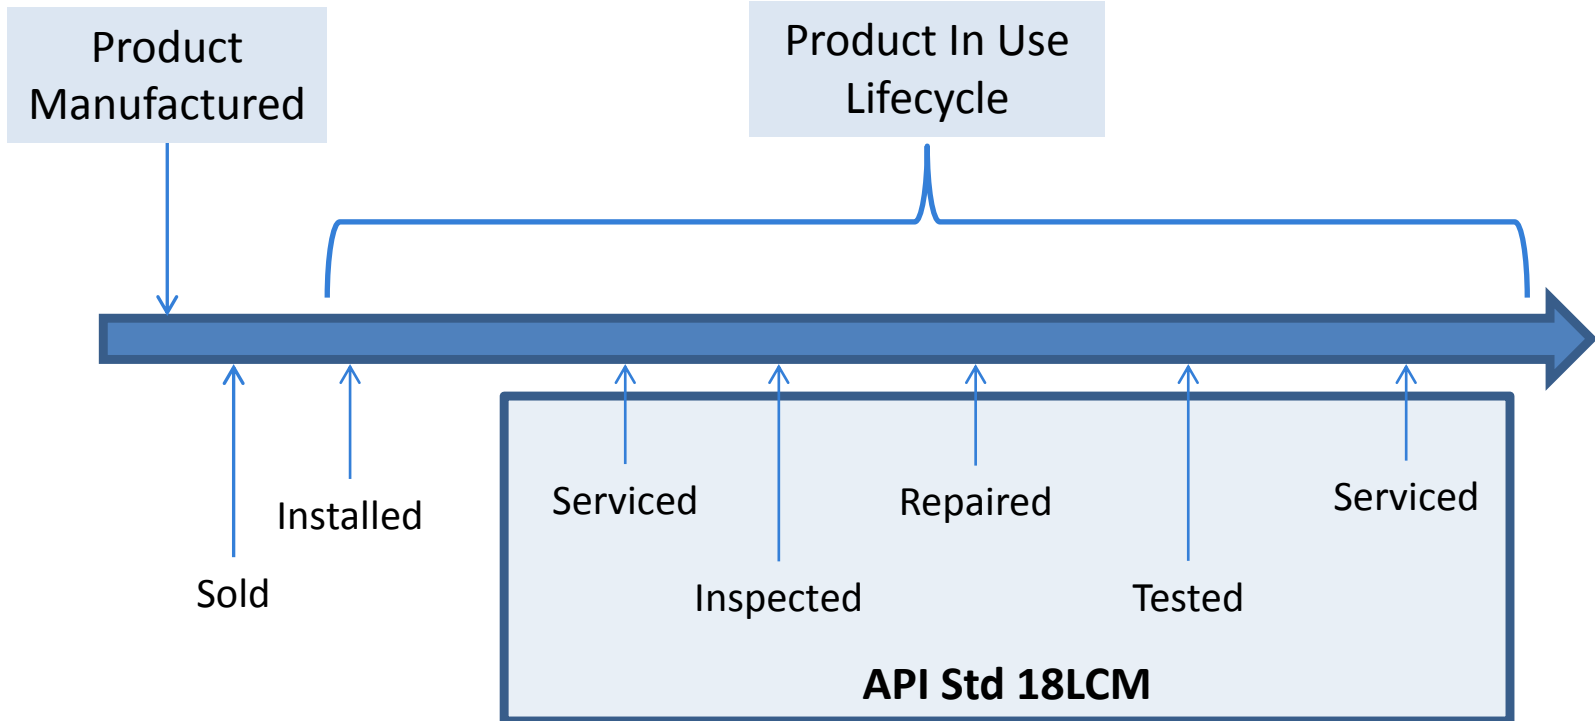 Product
Manufactured
Product In Use
Lifecycle
Serviced
Repaired
Serviced
Installed
Sold
Inspected
Tested
API Std 18LCM